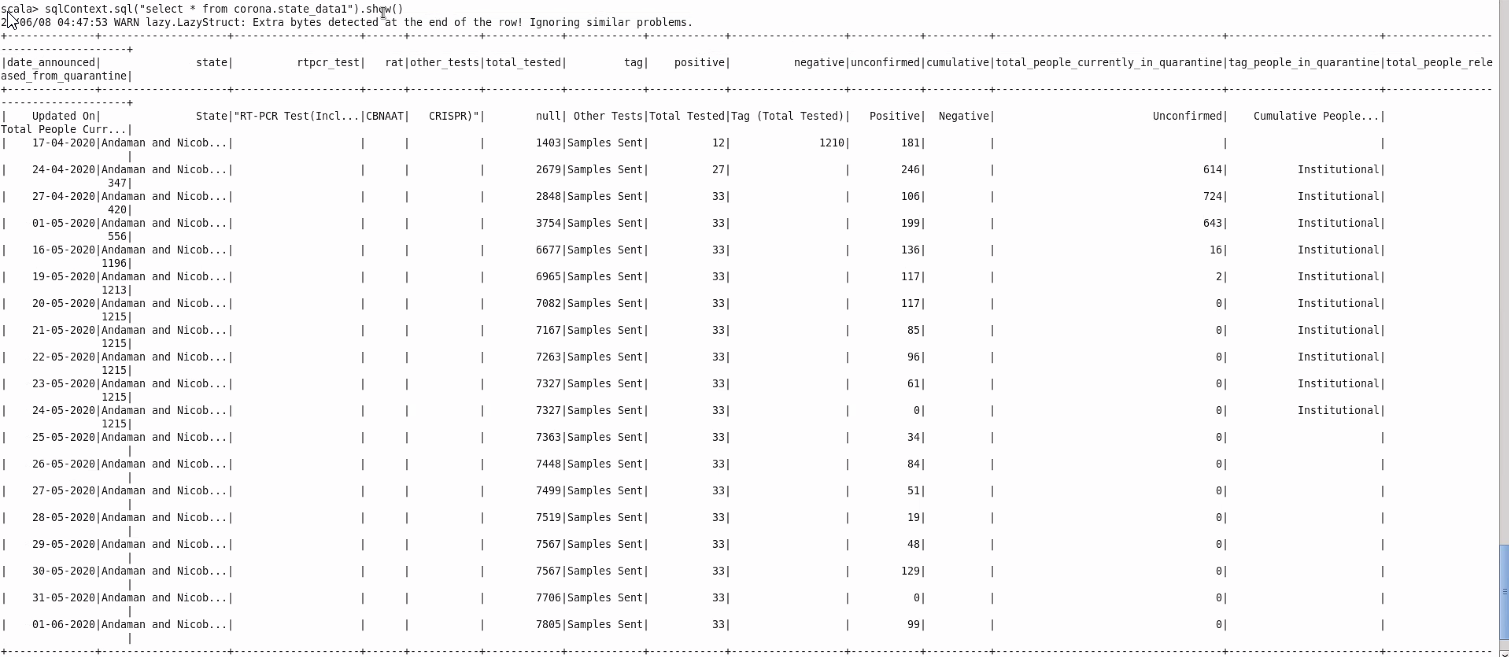 scala> sqlContext.sql("select * from corona.state_data1").show()
2 /06/08 04:47:53 WARN lazy.LazyStruct: Extra bytes detected at the end of the row! Ignoring similar problems.
|date_announced| state| rtpcr_test| rat|other_tests|total_tested| tag| positive| negative|unconfirmed|cumulative|total_people_currently_in_quarantine|tag_people_in_quarantine|total_people_rele
ased_from_quarantine|
| Updated On| State|"RT-PCR Test(Incl...|CBNAAT| CRISPR)"| null| Other Tests|Total Tested|Tag (Total Tested)| Positive| Negative| Unconfirmed| Cumulative People...|
Total People Curr...|
| 17-04-2020|Andaman and Nicob...| | | | 1403|Samples Sent| 12| 1210| 181| | | |
|
| 24-04-2020|Andaman and Nicob...| | | | 2679|Samples Sent| 27| | 246| | 614| Institutional|
347|
| 27-04-2020|Andaman and Nicob...| | | | 2848|Samples Sent| 33| | 106| | 724| Institutional|
420|
| 01-05-2020|Andaman and Nicob...| | | | 3754|Samples Sent| 33| | 199| | 643| Institutional|
556|
| 16-05-2020|Andaman and Nicob...| | | | 6677|Samples Sent| 33| | 136| | 16| Institutional|
1196|
| 19-05-2020|Andaman and Nicob...| | | | 6965|Samples Sent| 33| | 117| | 2| Institutional|
1213|
| 20-05-2020|Andaman and Nicob...| | | | 7082|Samples Sent| 33| | 117| | 0| Institutional|
1215|
| 21-05-2020|Andaman and Nicob...| | | | 7167|Samples Sent| 33| | 85| | 0| Institutional|
1215|
| 22-05-2020|Andaman and Nicob...| | | | 7263|Samples Sent| 33| | 96| | 0| Institutional|
1215|
| 23-05-2020|Andaman and Nicob...| | | | 7327|Samples Sent| 33| | 61| | 0| Institutional|
1215|
| 24-05-2020|Andaman and Nicob...| | | | 7327|Samples Sent| 33| | 0| | 0| Institutional|
1215|
| 25-05-2020|Andaman and Nicob...| | | | 7363|Samples Sent| 33| | 34| | 0| |
|
| 26-05-2020|Andaman and Nicob...| | | | 7448|Samples Sent| 33| | 84| | 0| |
|
| 27-05-2020|Andaman and Nicob...| | | | 7499|Samples Sent| 33| | 51| | 0| |
|
| 28-05-2020|Andaman and Nicob...| | | | 7519|Samples Sent| 33| | 19| | 0| |
|
| 29-05-2020|Andaman and Nicob...| | | | 7567|Samples Sent| 33| | 48| | 0| |
|
| 30-05-2020|Andaman and Nicob...| | | | 7567|Samples Sent| 33| | 129| | 0| |
|
| 31-05-2020|Andaman and Nicob...| | | | 7706|Samples Sent| 33| | 0| | 0| |
|
| 01-06-2020|Andaman and Nicob...| | | | 7805|Samples Sent| 33| | 99| | 0| |
|